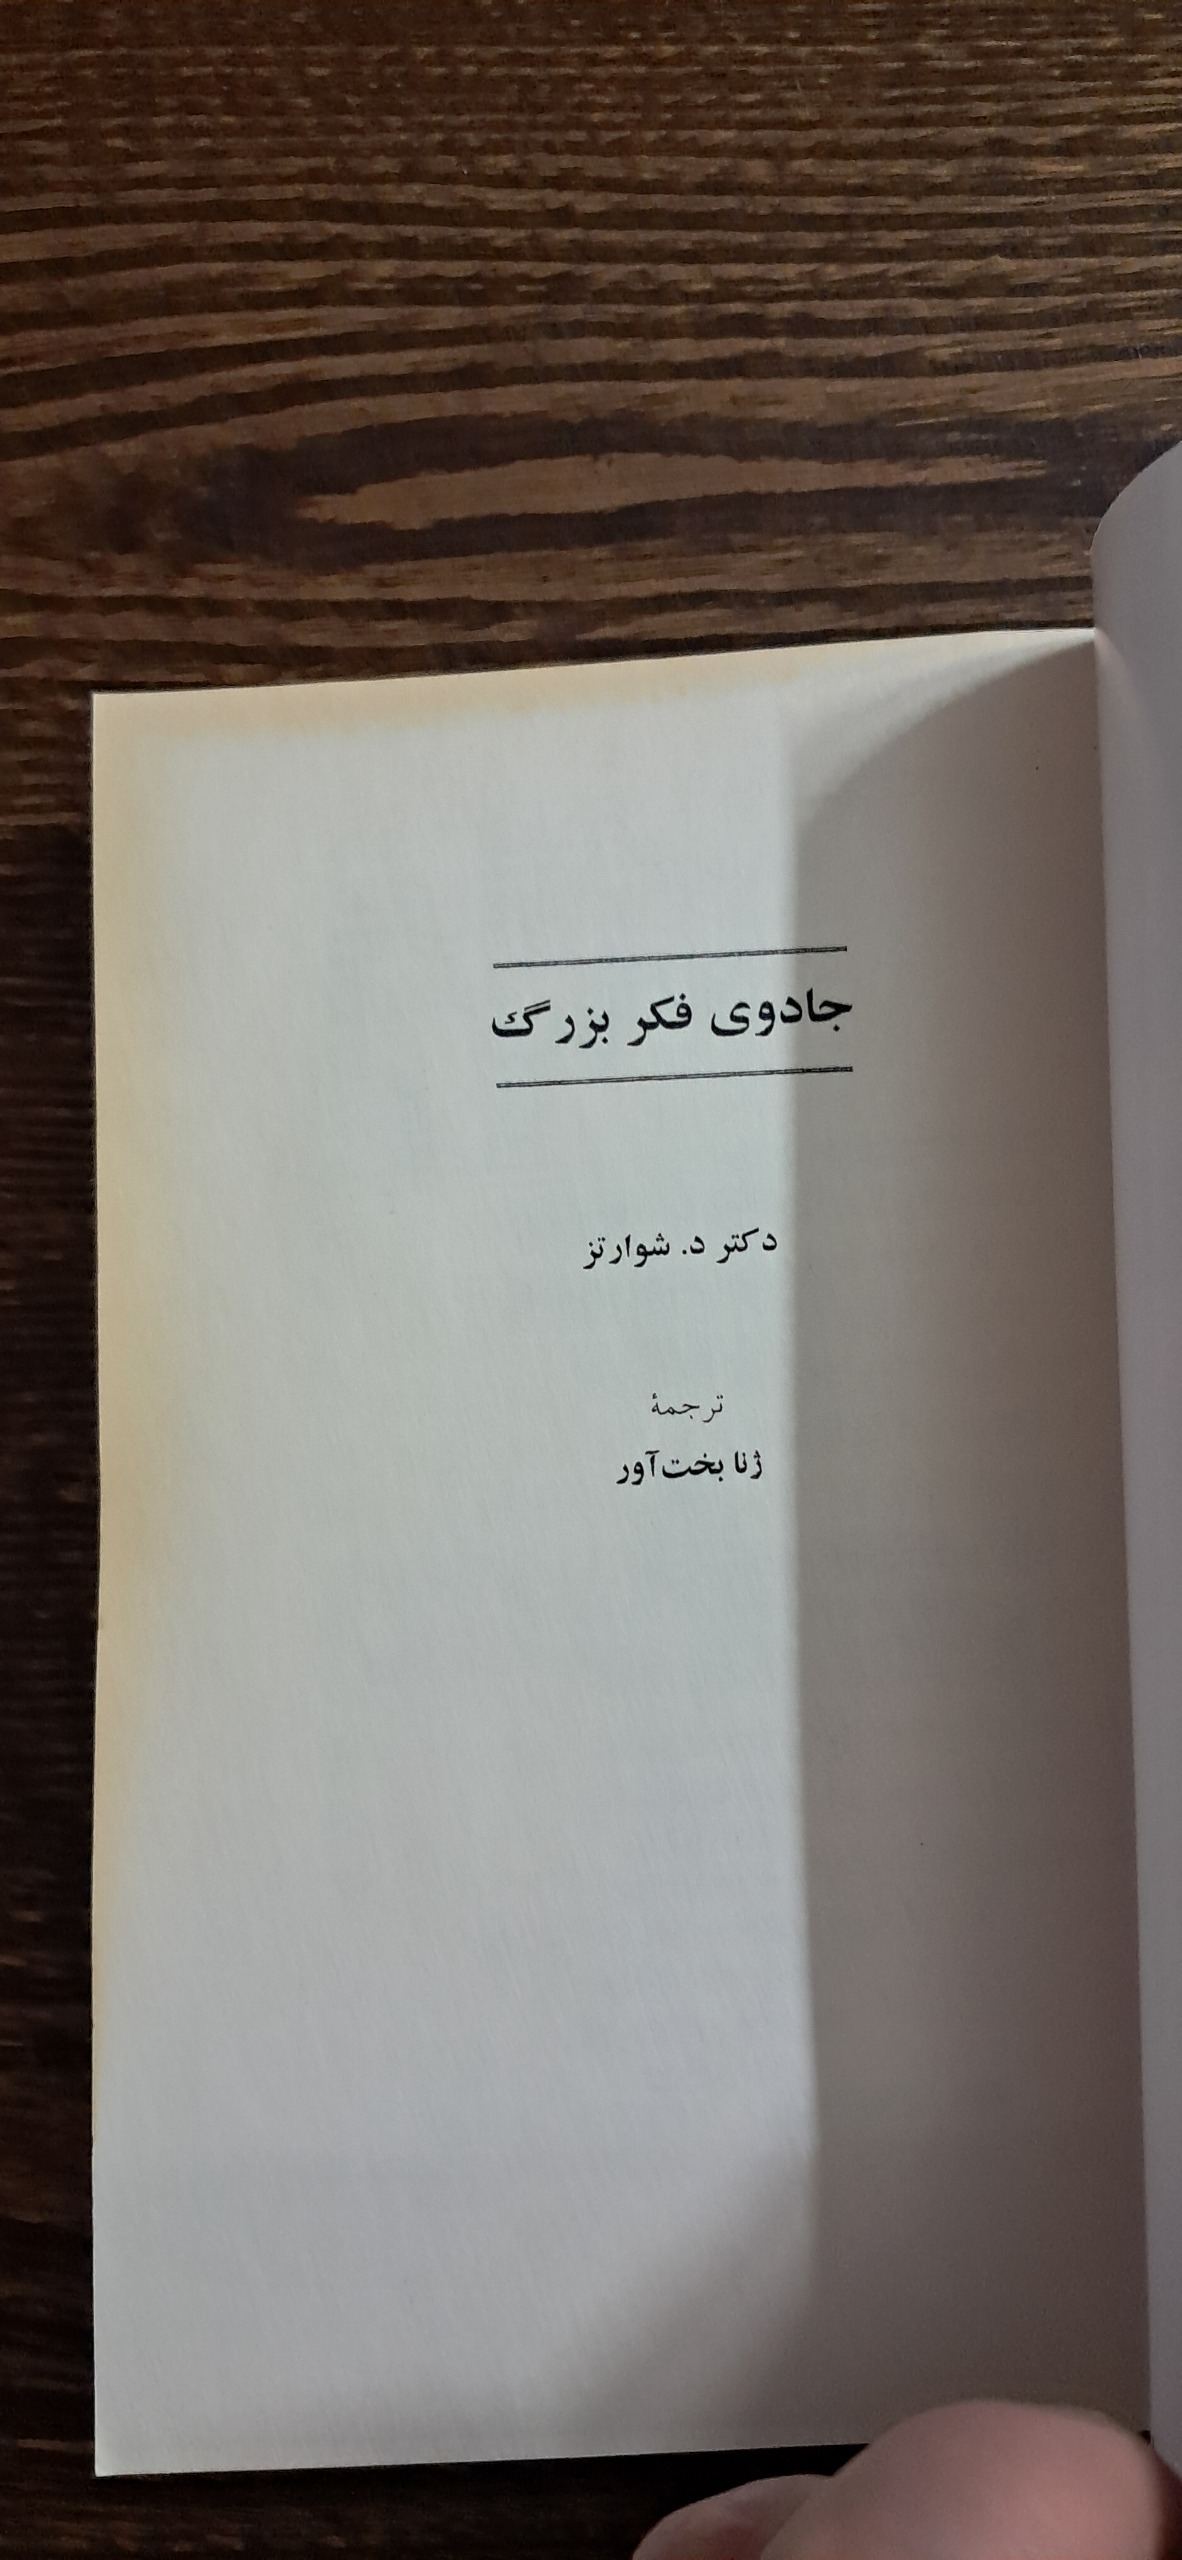 جادوی فکر بزرگ
دکتر د. شوارتز
ترجمهٔ
ژنا بخت‌آور